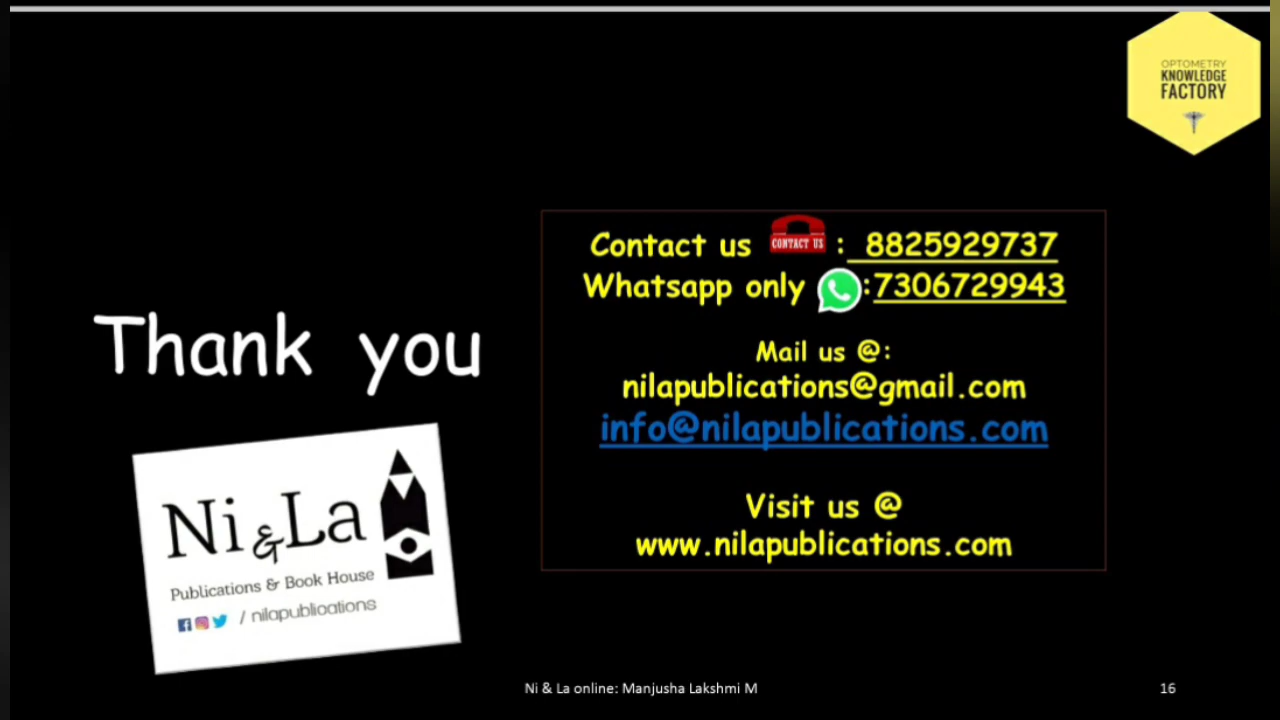 OPTOMETRY
KNOWLEDGE
FACTORY
Contact us CONTACT US : 8825929737
Whatsapp only :7306729943
Mail us @:
nilapublications@gmail.com
info@nilapublications.com
Visit us @
www.nilapublications.com
Thank you
Ni & La
Publications & Book House
/ nilapublications
Ni & La online: Manjusha Lakshmi M
16